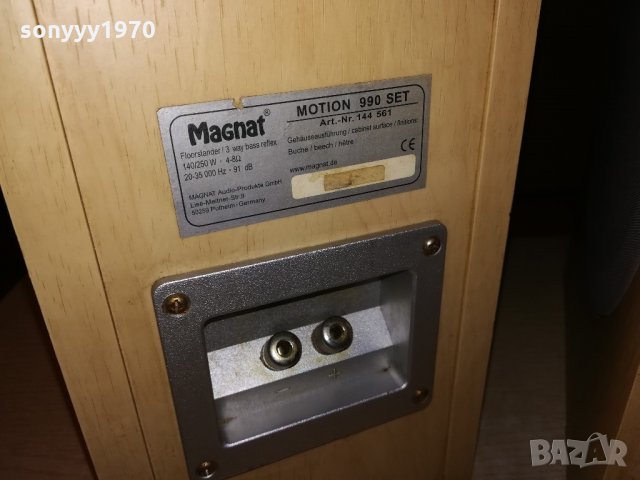 sonyyy1970
Magnat®
Floorstander / 3 way bass reflex
140/250 W · 4-8Ω
20-35 000 Hz · 91 dB
MAGNAT Audio-Produkte GmbH
Lise-Meitner-Str.9
50259 Pulheim - Germany
MOTION 990 SET
Art.-Nr. 144 561
Gehäuseausführung / cabinet surface / finitions:
Buche / beech / hêtre
www.magnat.de
CE
- +
BAZAR
bg